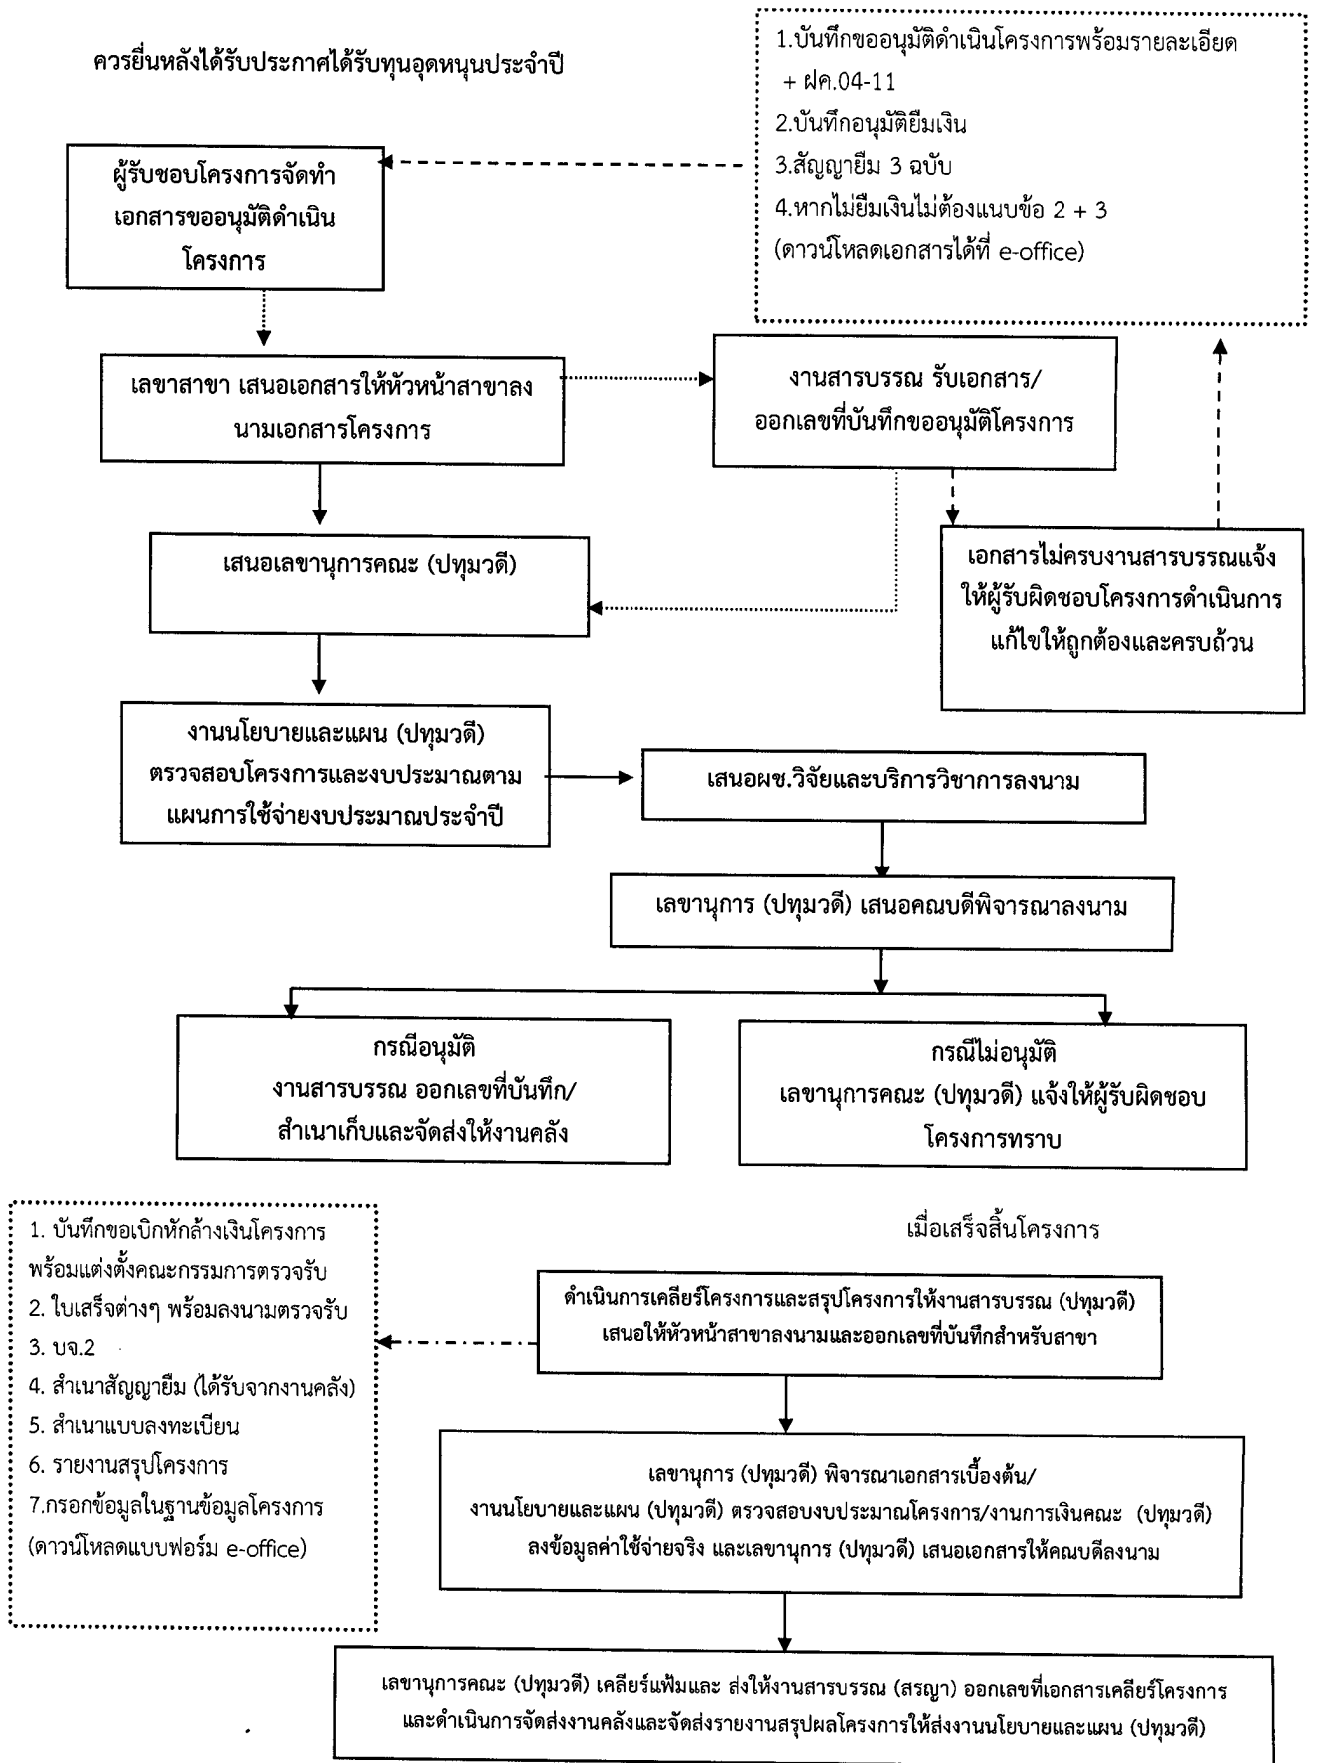 ควรยื่นหลังได้รับประกาศได้รับทุนอุดหนุนประจำปี
1.บันทึกขออนุมัติดำเนินโครงการพร้อมรายละเอียด
+ ฝค.04-11
2.บันทึกอนุมัติยืมเงิน
3.สัญญายืม 3 ฉบับ
4.หากไม่ยืมเงินไม่ต้องแนบข้อ 2 + 3
(ดาวน์โหลดเอกสารได้ที่ e-office)
ผู้รับชอบโครงการจัดทำ
เอกสารขออนุมัติดำเนิน
โครงการ
เลขาสาขา เสนอเอกสารให้หัวหน้าสาขาลง
นามเอกสารโครงการ
งานสารบรรณ รับเอกสาร/
ออกเลขที่บันทึกขออนุมัติโครงการ
เสนอเลขานุการคณะ (ปทุมวดี)
เอกสารไม่ครบงานสารบรรณแจ้ง
ให้ผู้รับผิดชอบโครงการดำเนินการ
แก้ไขให้ถูกต้องและครบถ้วน
งานนโยบายและแผน (ปทุมวดี)
ตรวจสอบโครงการและงบประมาณตาม
แผนการใช้จ่ายงบประมาณประจำปี
เสนอผช.วิจัยและบริการวิชาการลงนาม
เลขานุการ (ปทุมวดี) เสนอคณบดีพิจารณาลงนาม
กรณีอนุมัติ
งานสารบรรณ ออกเลขที่บันทึก/
สำเนาเก็บและจัดส่งให้งานคลัง
กรณีไม่อนุมัติ
เลขานุการคณะ (ปทุมวดี) แจ้งให้ผู้รับผิดชอบ
โครงการทราบ
เมื่อเสร็จสิ้นโครงการ
1. บันทึกขอเบิกหักล้างเงินโครงการ
พร้อมแต่งตั้งคณะกรรมการตรวจรับ
2. ใบเสร็จต่างๆ พร้อมลงนามตรวจรับ
3. บจ.2
4. สำเนาสัญญายืม (ได้รับจากงานคลัง)
5. สำเนาแบบลงทะเบียน
6. รายงานสรุปโครงการ
7.กรอกข้อมูลในฐานข้อมูลโครงการ
(ดาวน์โหลดแบบฟอร์ม e-office)
ดำเนินการเคลียร์โครงการและสรุปโครงการให้งานสารบรรณ (ปทุมวดี)
เสนอให้หัวหน้าสาขาลงนามและออกเลขที่บันทึกสำหรับสาขา
เลขานุการ (ปทุมวดี) พิจารณาเอกสารเบื้องต้น/
งานนโยบายและแผน (ปทุมวดี) ตรวจสอบงบประมาณโครงการ/งานการเงินคณะ (ปทุมวดี)
ลงข้อมูลค่าใช้จ่ายจริง และเลขานุการ (ปทุมวดี) เสนอเอกสารให้คณบดีลงนาม
เลขานุการคณะ (ปทุมวดี) เคลียร์แฟ้มและ ส่งให้งานสารบรรณ (สรญา) ออกเลขที่เอกสารเคลียร์โครงการ
และดำเนินการจัดส่งงานคลังและจัดส่งรายงานสรุปผลโครงการให้ส่งงานนโยบายและแผน (ปทุมวดี)